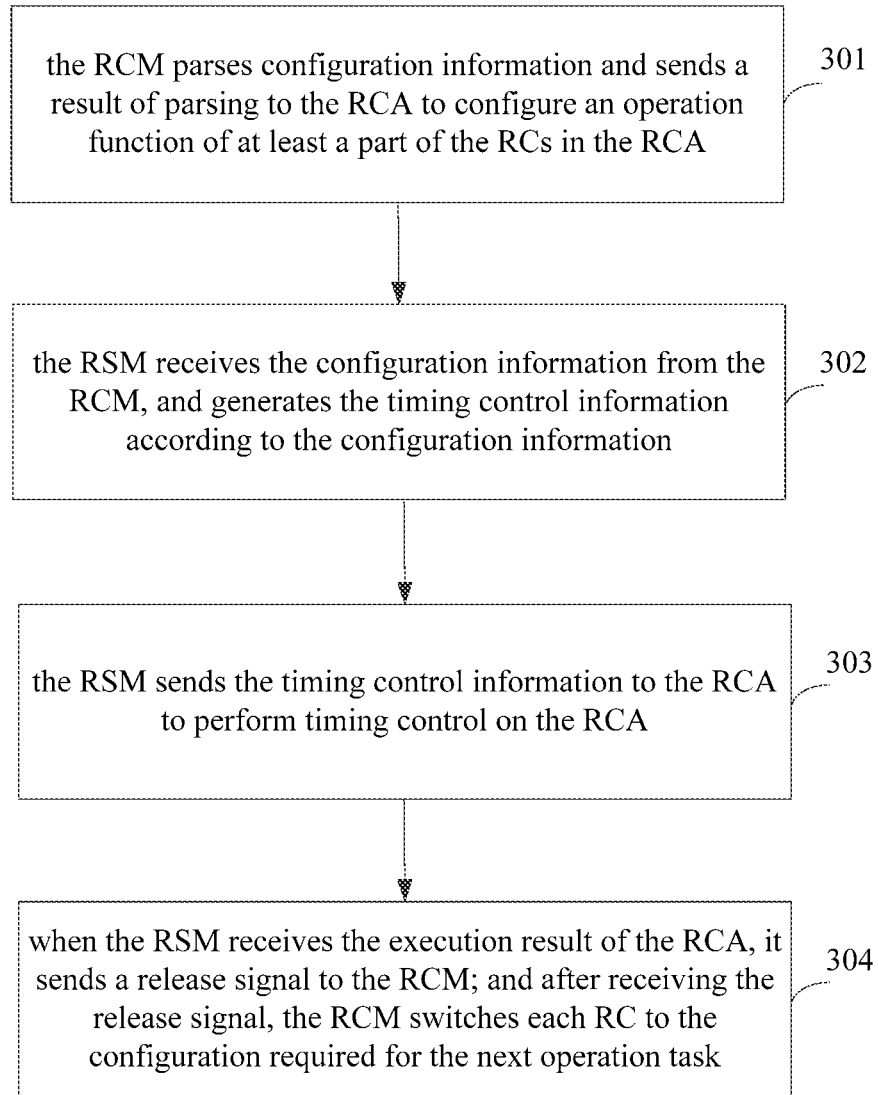 the RCM parses configuration information and sends a
result of parsing to the RCA to configure an operation
function of at least a part of the RCs in the RCA
301
the RSM receives the configuration information from the
RCM, and generates the timing control information
according to the configuration information
302
the RSM sends the timing control information to the RCA
to perform timing control on the RCA
303
when the RSM receives the execution result of the RCA, it
sends a release signal to the RCM; and after receiving the
release signal, the RCM switches each RC to the
configuration required for the next operation task
304